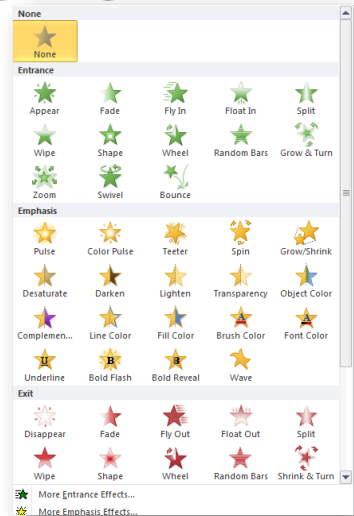 None
None
Entrance
Appear Fade Fly In Float In Split
Wipe Shape Wheel Random Bars Grow & Turn
Zoom Swivel Bounce
Emphasis
Pulse Color Pulse Teeter Spin Grow/Shrink
Desaturate Darken Lighten Transparency Object Color
Complemen... Line Color Fill Color Brush Color Font Color
U B B
Underline Bold Flash Bold Reveal Wave
Exit
Disappear Fade Fly Out Float Out Split
Wipe Shape Wheel Random Bars Shrink & Turn
More Entrance Effects...
More Emphasis Effects...